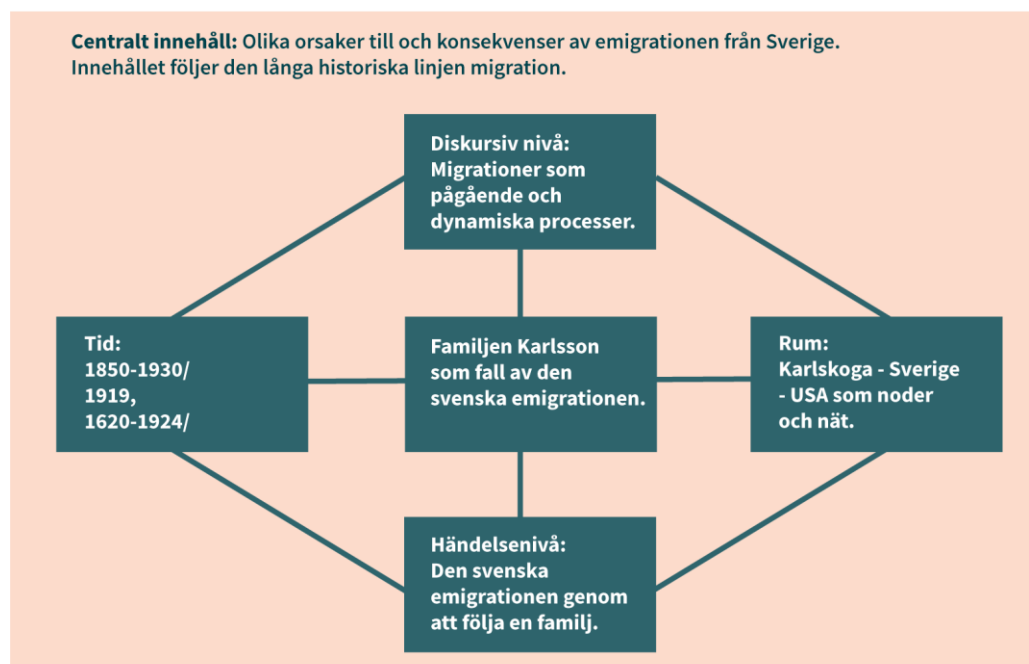 Centralt innehåll: Olika orsaker till och konsekvenser av emigrationen från Sverige.
Innehållet följer den långa historiska linjen migration.
Diskursiv nivå:
Migrationer som
pågående och
dynamiska processer.
Tid:
1850-1930/
1919,
1620-1924/
Familjen Karlsson
som fall av den
svenska emigrationen.
Rum:
Karlskoga - Sverige
- USA som noder
och nät.
Händelsenivå:
Den svenska
emigrationen genom
att följa en familj.